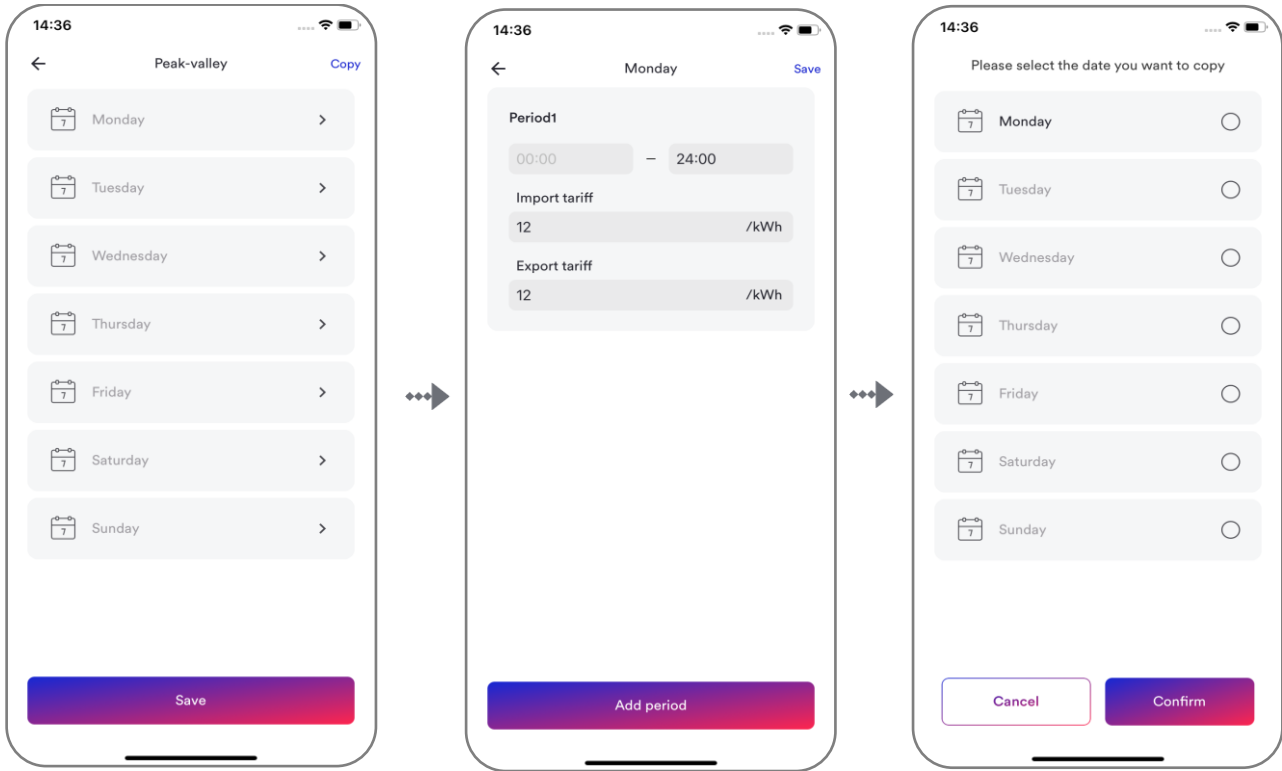 14:36
Peak-valley Copy
7 Monday
7 Tuesday
7 Wednesday
7 Thursday
7 Friday
7 Saturday
7 Sunday
Save
14:36
Monday Save
Period1
00:00 – 24:00
Import tariff
12 /kWh
Export tariff
12 /kWh
Add period
14:36
Please select the date you want to copy
7 Monday
7 Tuesday
7 Wednesday
7 Thursday
7 Friday
7 Saturday
7 Sunday
Cancel Confirm